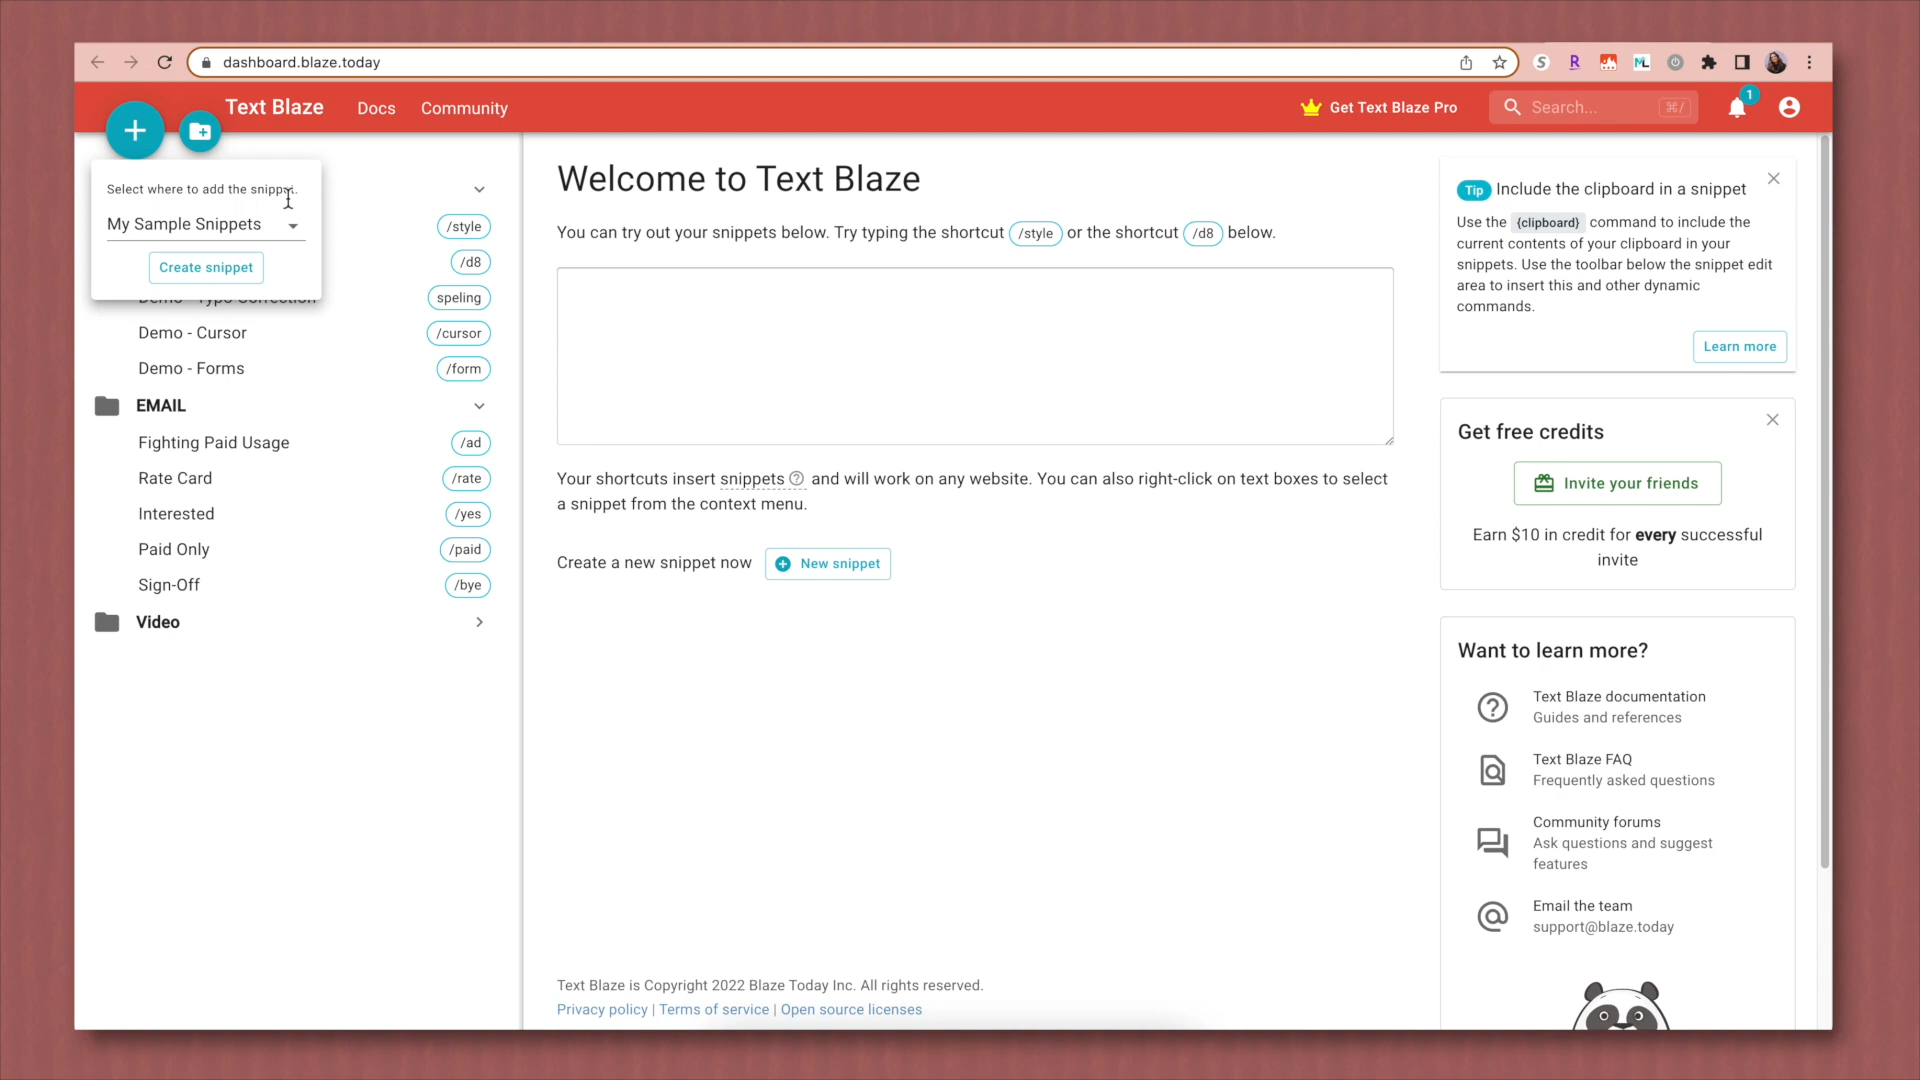 dashboard.blaze.today
Text Blaze
Docs
Community
Get Text Blaze Pro
Search...
⌘/
1
Select where to add the
My Sample Snippets
Create snippet
/style
/d8
Demo - Typo Correction
speling
Demo - Cursor
/cursor
Demo - Forms
/form
EMAIL
Fighting Paid Usage
/ad
Rate Card
/rate
Interested
/yes
Paid Only
/paid
Sign-Off
/bye
Video
Welcome to Text Blaze
You can try out your snippets below. Try typing the shortcut /style or the shortcut /d8 below.
Your shortcuts insert snippets and will work on any website. You can also right-click on text boxes to select
a snippet from the context menu.
Create a new snippet now
New snippet
Text Blaze is Copyright 2022 Blaze Today Inc. All rights reserved.
Privacy policy | Terms of service | Open source licenses
Tip Include the clipboard in a snippet
Use the {clipboard} command to include the
current contents of your clipboard in your
snippets. Use the toolbar below the snippet edit
area to insert this and other dynamic
commands.
Learn more
Get free credits
Invite your friends
Earn $10 in credit for every successful
invite
Want to learn more?
Text Blaze documentation
Guides and references
Text Blaze FAQ
Frequently asked questions
Community forums
Ask questions and suggest
features
Email the team
support@blaze.today